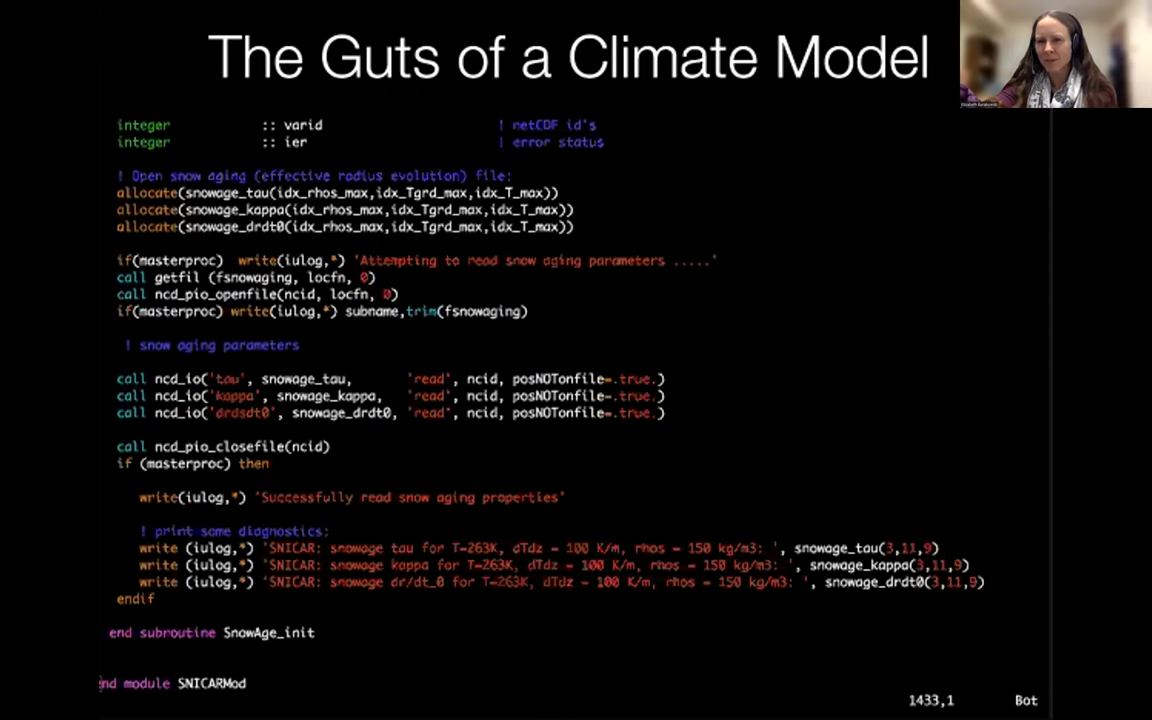 The Guts of a Climate Model
integer :: varid ! netCDF id's
integer :: ier ! error status
! Open snow aging (effective radius evolution) file:
allocate(snowage_tau(idx_rhos_max,idx_Tgrd_max,idx_T_max))
allocate(snowage_kappa(idx_rhos_max,idx_Tgrd_max,idx_T_max))
allocate(snowage_drdt0(idx_rhos_max,idx_Tgrd_max,idx_T_max))
if(masterproc) write(iulog,*) 'Attempting to read snow aging parameters .....'
call getfil (fsnowaging, locfn, 0)
call ncd_pio_openfile(ncid, locfn, 0)
if(masterproc) write(iulog,*) subname,trim(fsnowaging)
! snow aging parameters
call ncd_io('tau', snowage_tau, 'read', ncid, posNOTonfile=.true.)
call ncd_io('kappa', snowage_kappa, 'read', ncid, posNOTonfile=.true.)
call ncd_io('drdsdt0', snowage_drdt0, 'read', ncid, posNOTonfile=.true.)
call ncd_pio_closefile(ncid)
if (masterproc) then
write(iulog,*) 'Successfully read snow aging properties'
! print some diagnostics:
write (iulog,*) 'SNICAR: snowage tau for T=263K, dTdz = 100 K/m, rhos = 150 kg/m3: ', snowage_tau(3,11,9)
write (iulog,*) 'SNICAR: snowage kappa for T=263K, dTdz = 100 K/m, rhos = 150 kg/m3: ', snowage_kappa(3,11,9)
write (iulog,*) 'SNICAR: snowage dr/dt_0 for T=263K, dTdz = 100 K/m, rhos = 150 kg/m3: ', snowage_drdt0(3,11,9)
endif
end subroutine SnowAge_init
end module SNICARMod
1433,1 Bot